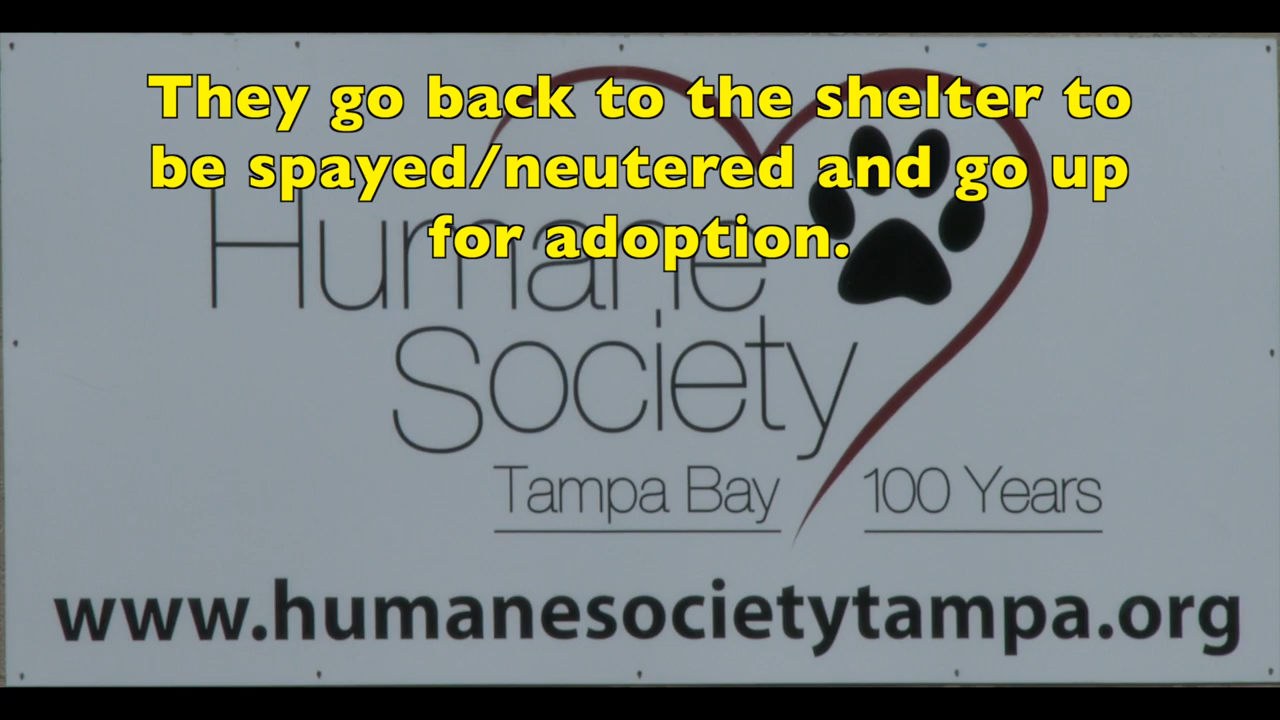 They go back to the shelter to
be spayed/neutered and go up
for adoption.
Humane
Society
Tampa Bay 100 Years
www.humanesocietytampa.org